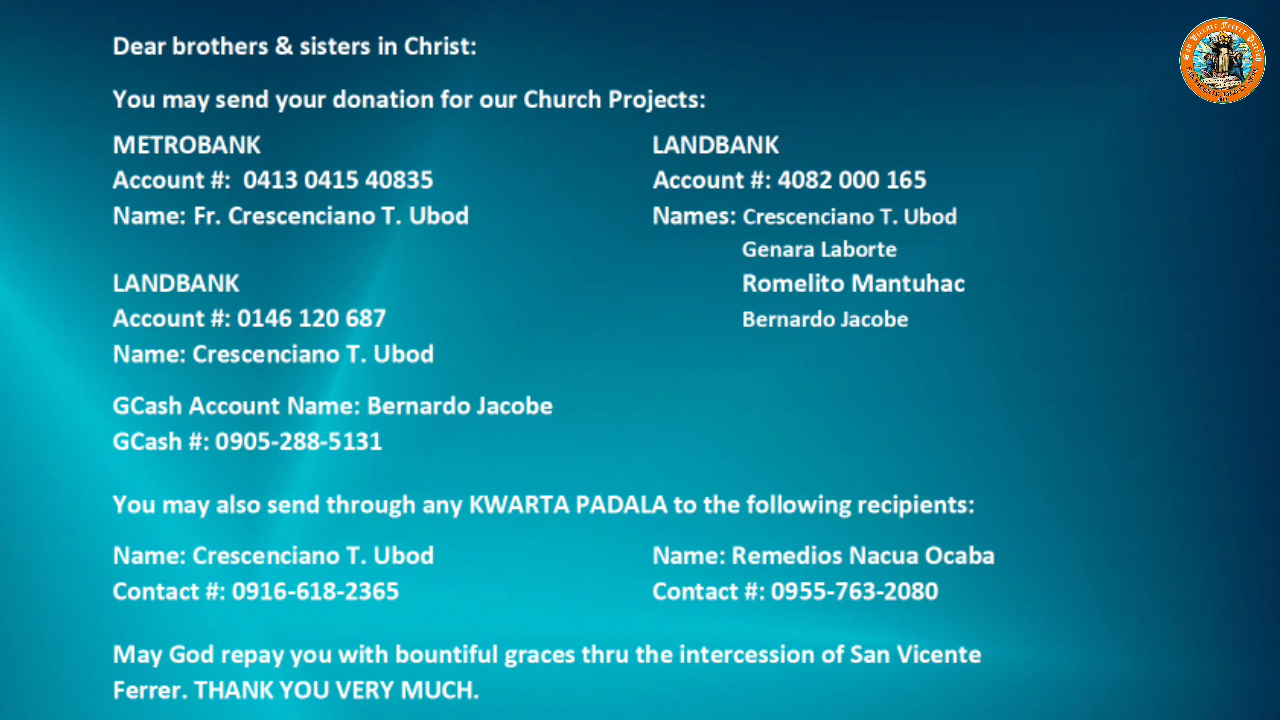 Dear brothers & sisters in Christ:
You may send your donation for our Church Projects:
METROBANK
Account #:  0413 0415 40835
Name: Fr. Crescenciano T. Ubod
LANDBANK
Account #: 4082 000 165
Names: Crescenciano T. Ubod
Genara Laborte
Romelito Mantuhac
Bernardo Jacobe
LANDBANK
Account #: 0146 120 687
Name: Crescenciano T. Ubod
GCash Account Name: Bernardo Jacobe
GCash #: 0905-288-5131
You may also send through any KWARTA PADALA to the following recipients:
Name: Crescenciano T. Ubod
Contact #: 0916-618-2365
Name: Remedios Nacua Ocaba
Contact #: 0955-763-2080
May God repay you with bountiful graces thru the intercession of San Vicente
Ferrer. THANK YOU VERY MUCH.
San Vicente Ferrer Parish